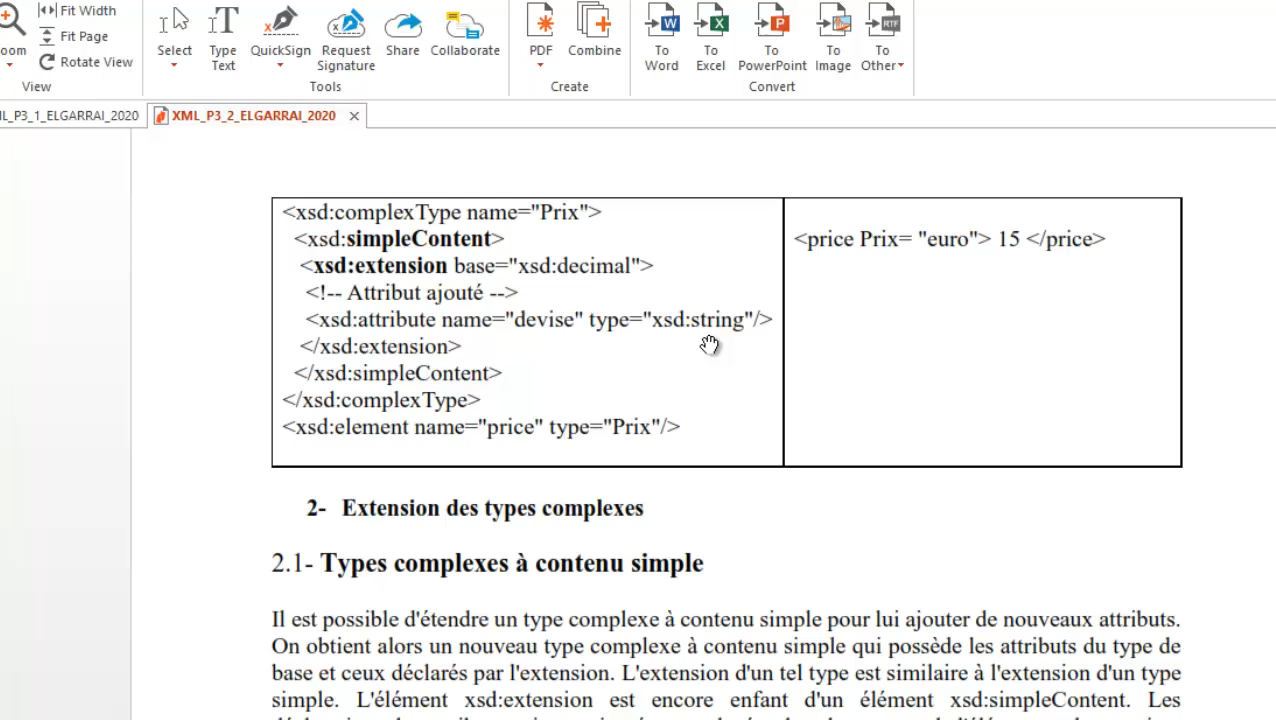 Fit Width
oom
Fit Page
Rotate View
View
Select
Type
Text
QuickSign
Request
Signature
Share
Collaborate
Tools
PDF
Combine
Create
To
Word
To
Excel
To
PowerPoint
To
Image
To
Other
Convert
L_P3_1_ELGARRAI_2020
XML_P3_2_ELGARRAI_2020
<xsd:complexType name="Prix">
<xsd:simpleContent>
<xsd:extension base="xsd:decimal">
<!-- Attribut ajouté -->
<xsd:attribute name="devise" type="xsd:string"/>
</xsd:extension>
</xsd:simpleContent>
</xsd:complexType>
<xsd:element name="price" type="Prix"/>
<price Prix= "euro"> 15 </price>
2- Extension des types complexes
2.1- Types complexes à contenu simple
Il est possible d'étendre un type complexe à contenu simple pour lui ajouter de nouveaux attributs.
On obtient alors un nouveau type complexe à contenu simple qui possède les attributs du type de
base et ceux déclarés par l'extension. L'extension d'un tel type est similaire à l'extension d'un type
simple. L'élément xsd:extension est encore enfant d'un élément xsd:simpleContent. Les